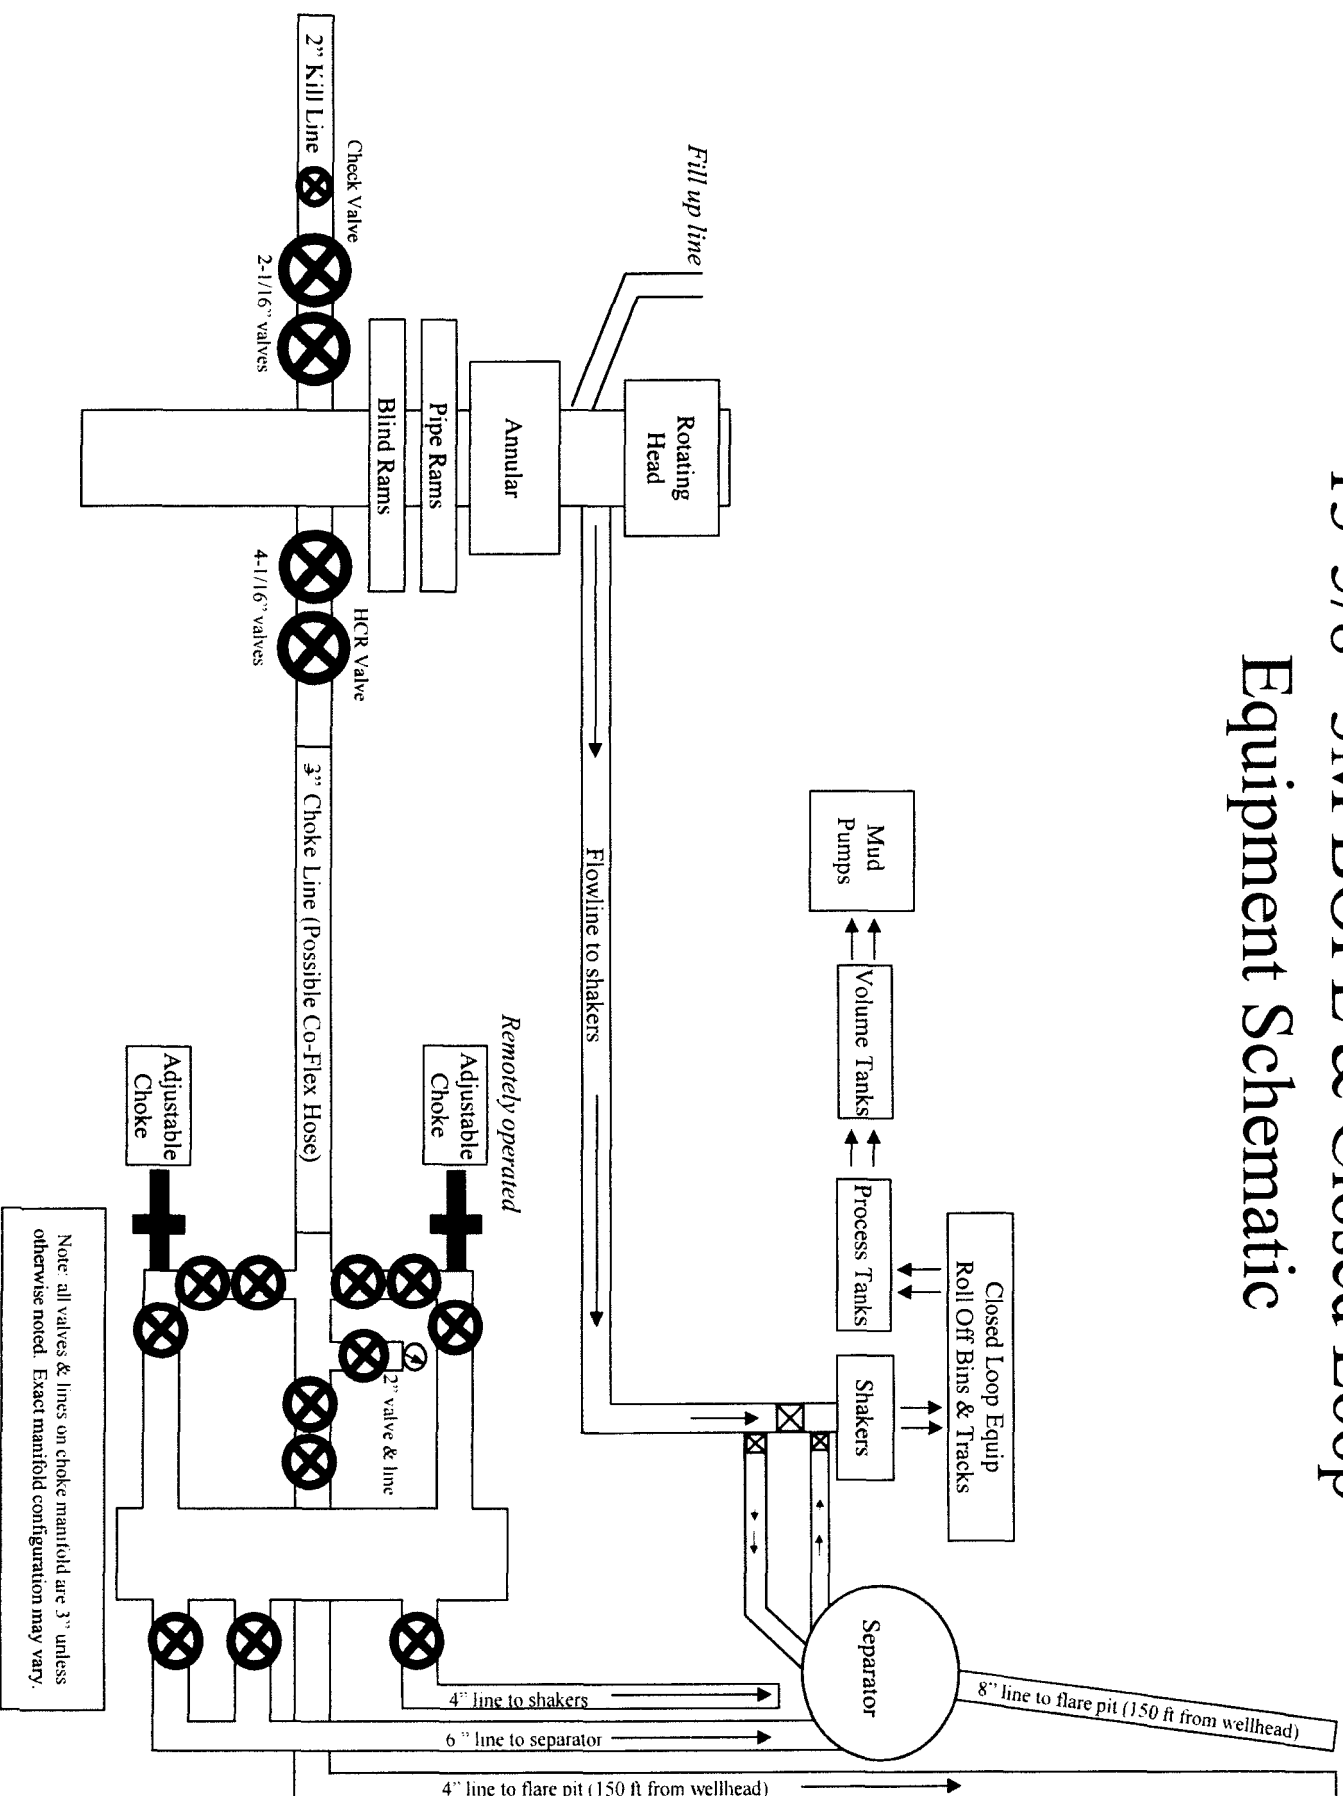 Equipment Schematic
Fill up line
Rotating
Head
Annular
Pipe Rams
Blind Rams
2" Kill Line
Check Valve
2-1/16" valves
4-1/16" valves
HCR Valve
3" Choke Line (Possible Co-Flex Hose)
Flowline to shakers
Mud
Pumps
Volume Tanks
Process Tanks
Closed Loop Equip
Roll Off Bins & Tracks
Shakers
Remotely operated
Adjustable
Choke
Adjustable
Choke
2" valve & line
Separator
8" line to flare pit (150 ft from wellhead)
4" line to shakers
6" line to separator
4" line to flare pit (150 ft from wellhead)
Note: all valves & lines on choke manifold are 3" unless
otherwise noted. Exact manifold configuration may vary.